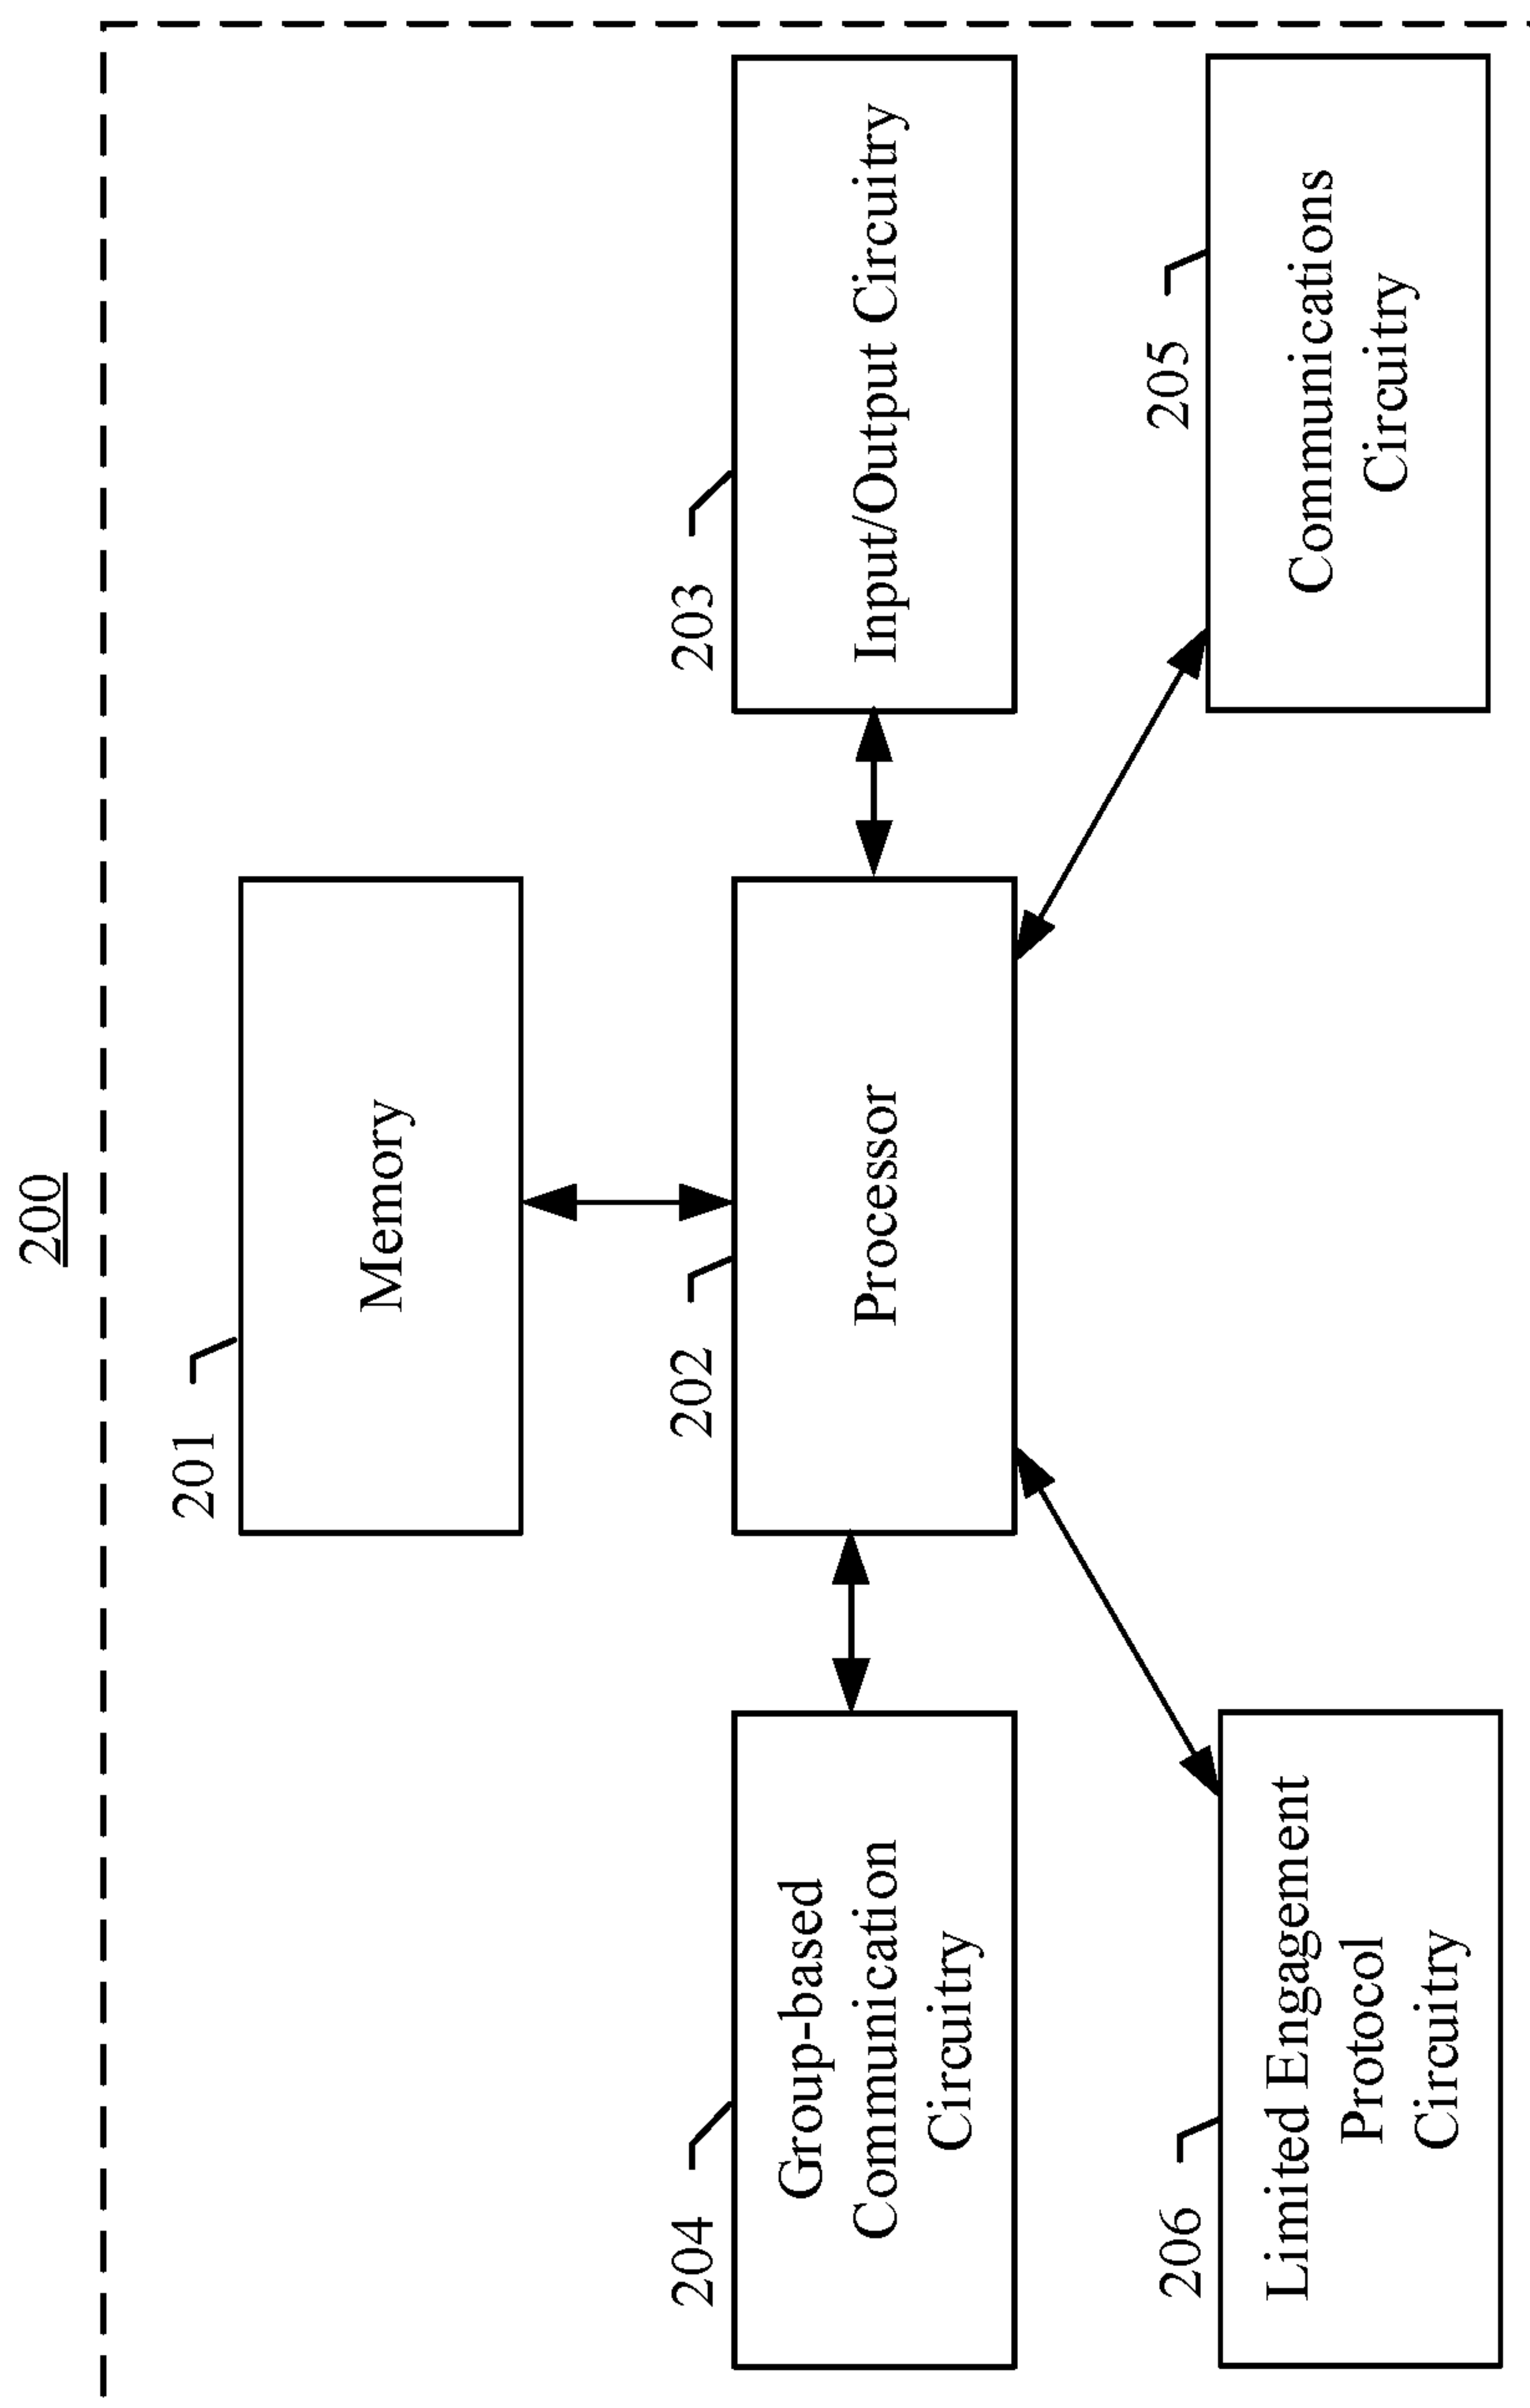 200
201
Memory
204
Group-based
Communication
Circuitry
202
Processor
203
Input/Output Circuitry
206
Limited Engagement
Protocol
Circuitry
205
Communications
Circuitry